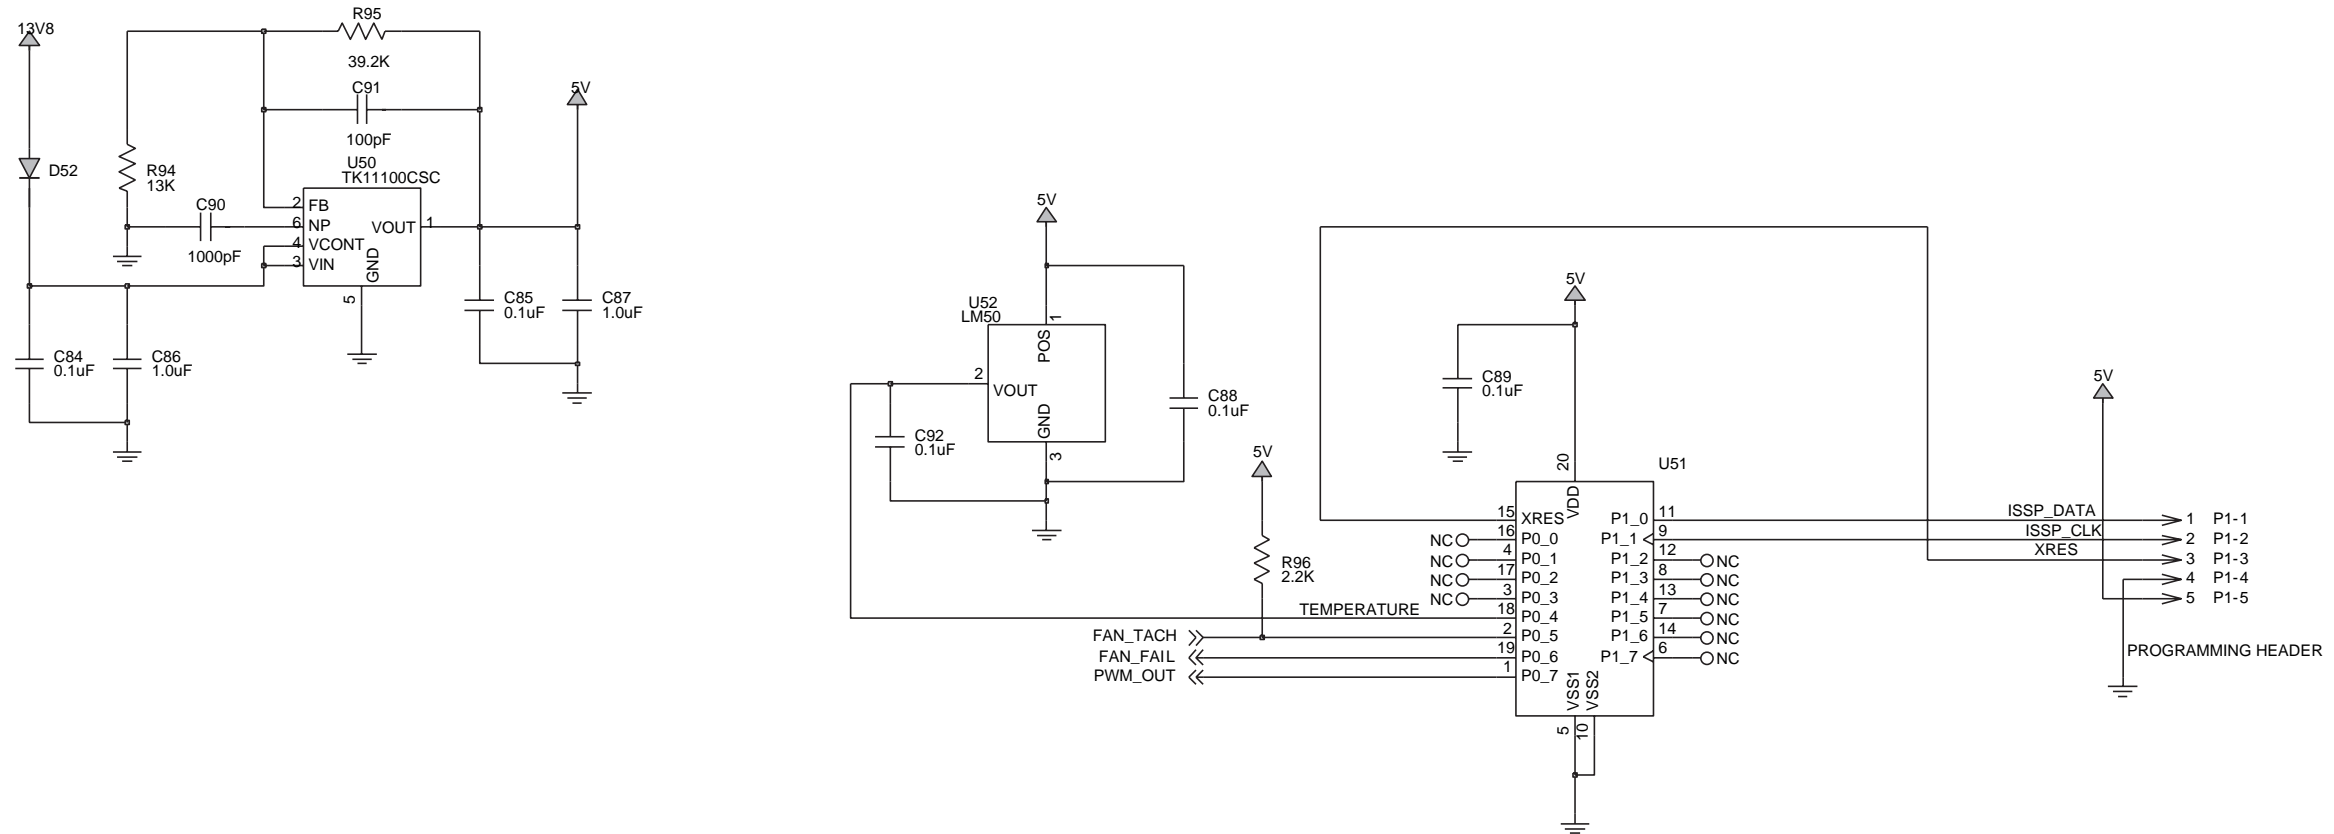 13V8
R95
39.2K
C91
100pF
5V
D52
R94
13K
U50
TK11100CSC
C90
1000pF
2 FB
6 NP
4 VCONT
3 VIN
VOUT 1
GND
5
C84
0.1uF
C86
1.0uF
C85
0.1uF
C87
1.0uF
5V
U52
LM50
1
POS
2
VOUT
GND
3
C92
0.1uF
C88
0.1uF
5V
C89
0.1uF
5V
R96
2.2K
20
U51
VDD
15 XRES
NC 16 P0_0
NC 4 P0_1
NC 17 P0_2
NC 3 P0_3
TEMPERATURE 18 P0_4
FAN_TACH 2 P0_5
FAN_FAIL 19 P0_6
PWM_OUT 1 P0_7
P1_0 11
P1_1 9
P1_2 12 NC
P1_3 8 NC
P1_4 13 NC
P1_5 7 NC
P1_6 14 NC
P1_7 6 NC
VSS1
VSS2
5
10
5V
ISSP_DATA 1 P1-1
ISSP_CLK 2 P1-2
XRES 3 P1-3
4 P1-4
5 P1-5
PROGRAMMING HEADER